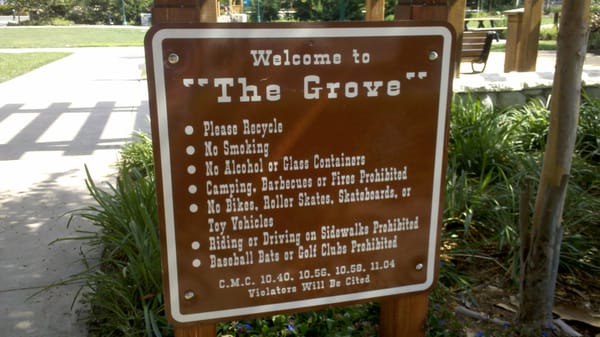 Welcome to
"The Grove"
Please Recycle
No Smoking
No Alcohol or Glass Containers
Camping, Barbecues or Fires Prohibited
No Bikes, Roller Skates, Skateboards, or
Toy Vehicles
Riding or Driving on Sidewalks Prohibited
Baseball Bats or Golf Clubs Prohibited
C.M.C. 10.40, 10.56, 10.58, 11.04
Violators Will Be Cited